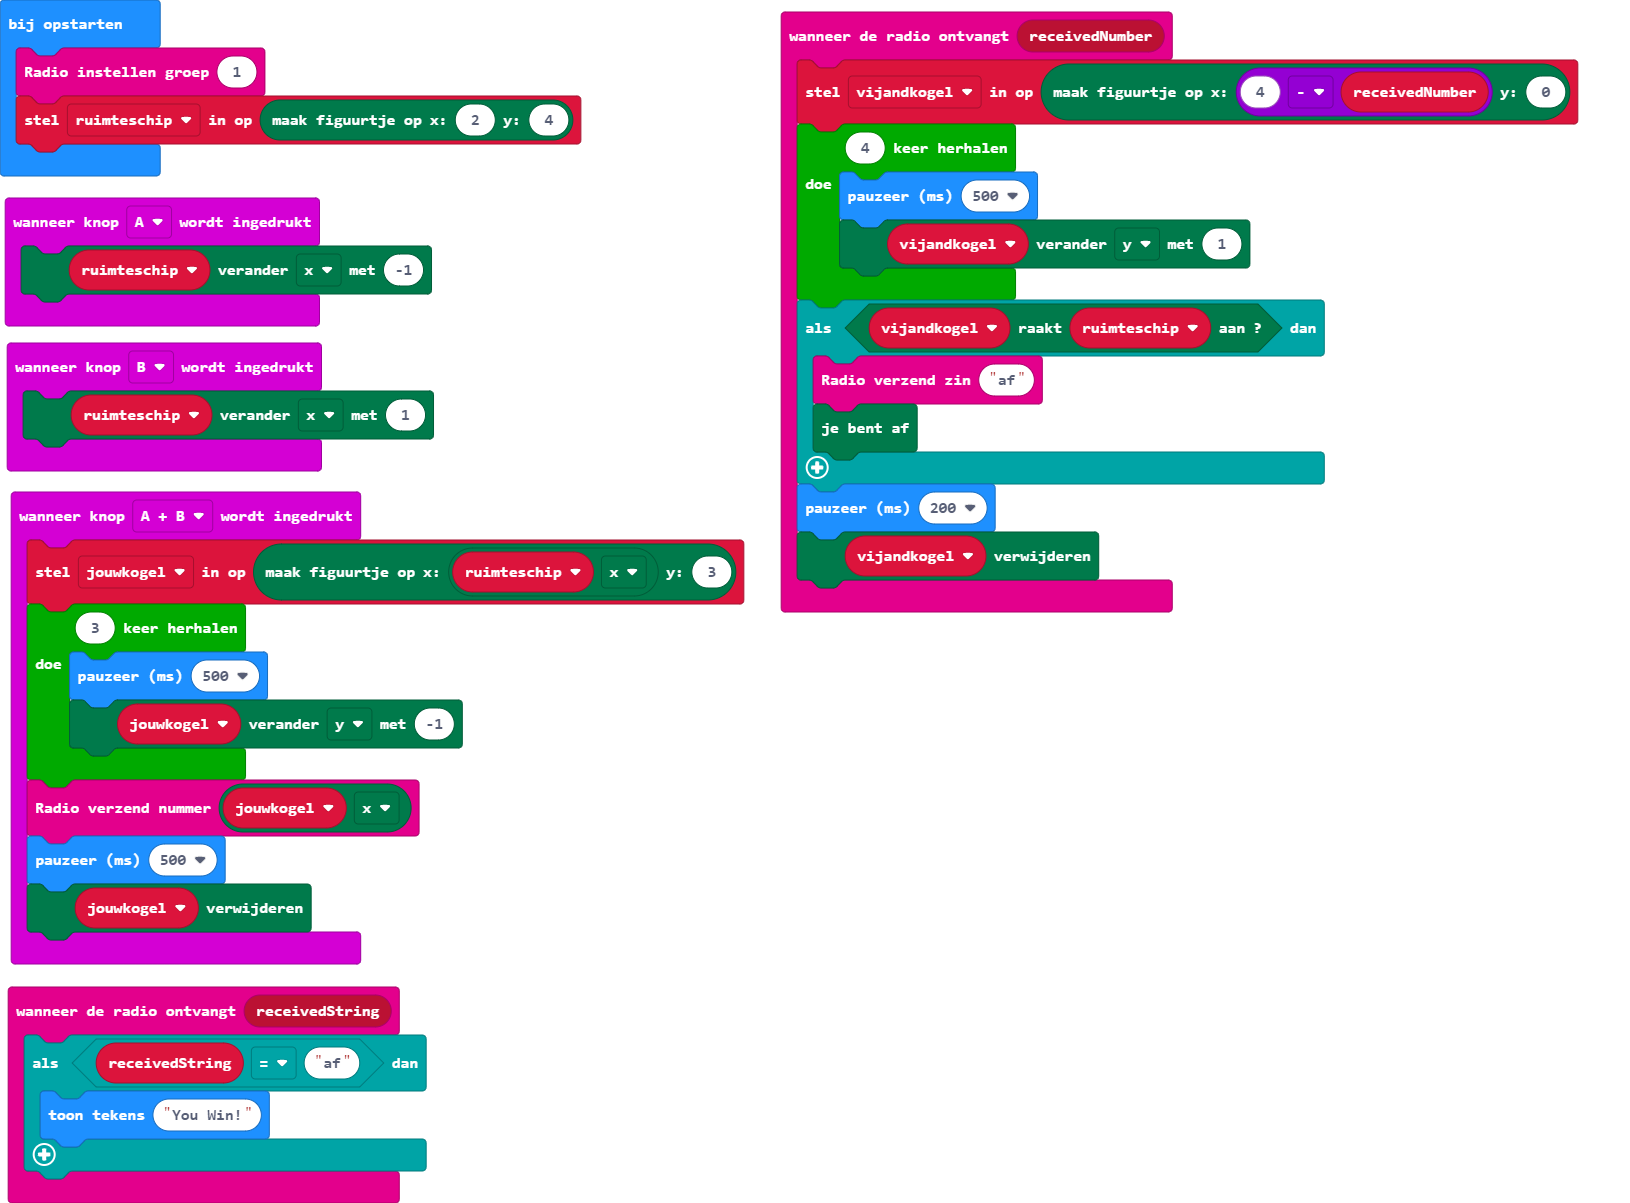 bij opstarten
Radio instellen groep 1
stel ruimteschip in op maak figuurtje op x: 2 y: 4
wanneer knop A wordt ingedrukt
ruimteschip verander x met -1
wanneer knop B wordt ingedrukt
ruimteschip verander x met 1
wanneer knop A + B wordt ingedrukt
stel jouwkogel in op maak figuurtje op x: ruimteschip x y: 3
3 keer herhalen
doe
pauzeer (ms) 500
jouwkogel verander y met -1
Radio verzend nummer jouwkogel x
pauzeer (ms) 500
jouwkogel verwijderen
wanneer de radio ontvangt receivedString
als receivedString = "af" dan
toon tekens "You Win!"
wanneer de radio ontvangt receivedNumber
stel vijandkogel in op maak figuurtje op x: 4 - receivedNumber y: 0
4 keer herhalen
doe
pauzeer (ms) 500
vijandkogel verander y met 1
als vijandkogel raakt ruimteschip aan ? dan
Radio verzend zin "af"
je bent af
pauzeer (ms) 200
vijandkogel verwijderen